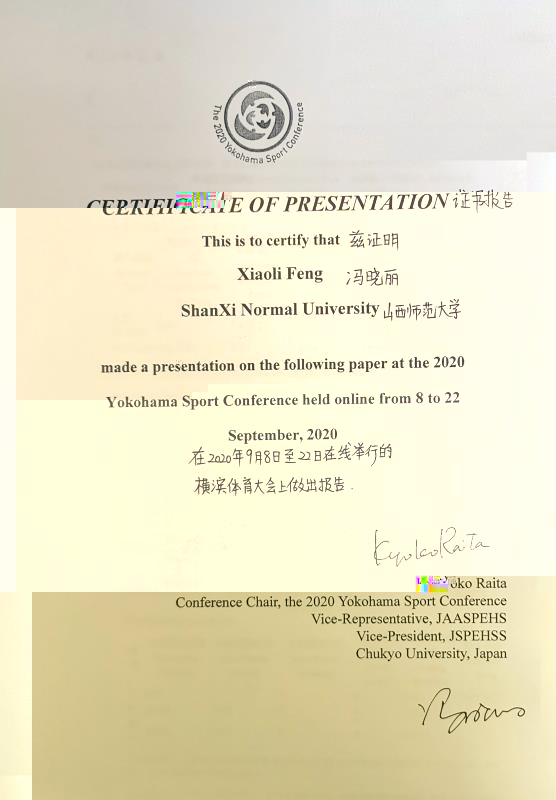 The 2020 Yokohama Sport Conference
CERTIFICATE OF PRESENTATION 证书报告
This is to certify that 兹证明
Xiaoli Feng 冯晓丽
ShanXi Normal University 山西师范大学
made a presentation on the following paper at the 2020
Yokohama Sport Conference held online from 8 to 22
September, 2020
在2020年9月8日至22日在线举行的
横滨体育大会上做出报告.
Kyoko Raita
Raita
Conference Chair, the 2020 Yokohama Sport Conference
Vice-Representative, JAASPEHS
Vice-President, JSPEHSS
Chukyo University, Japan